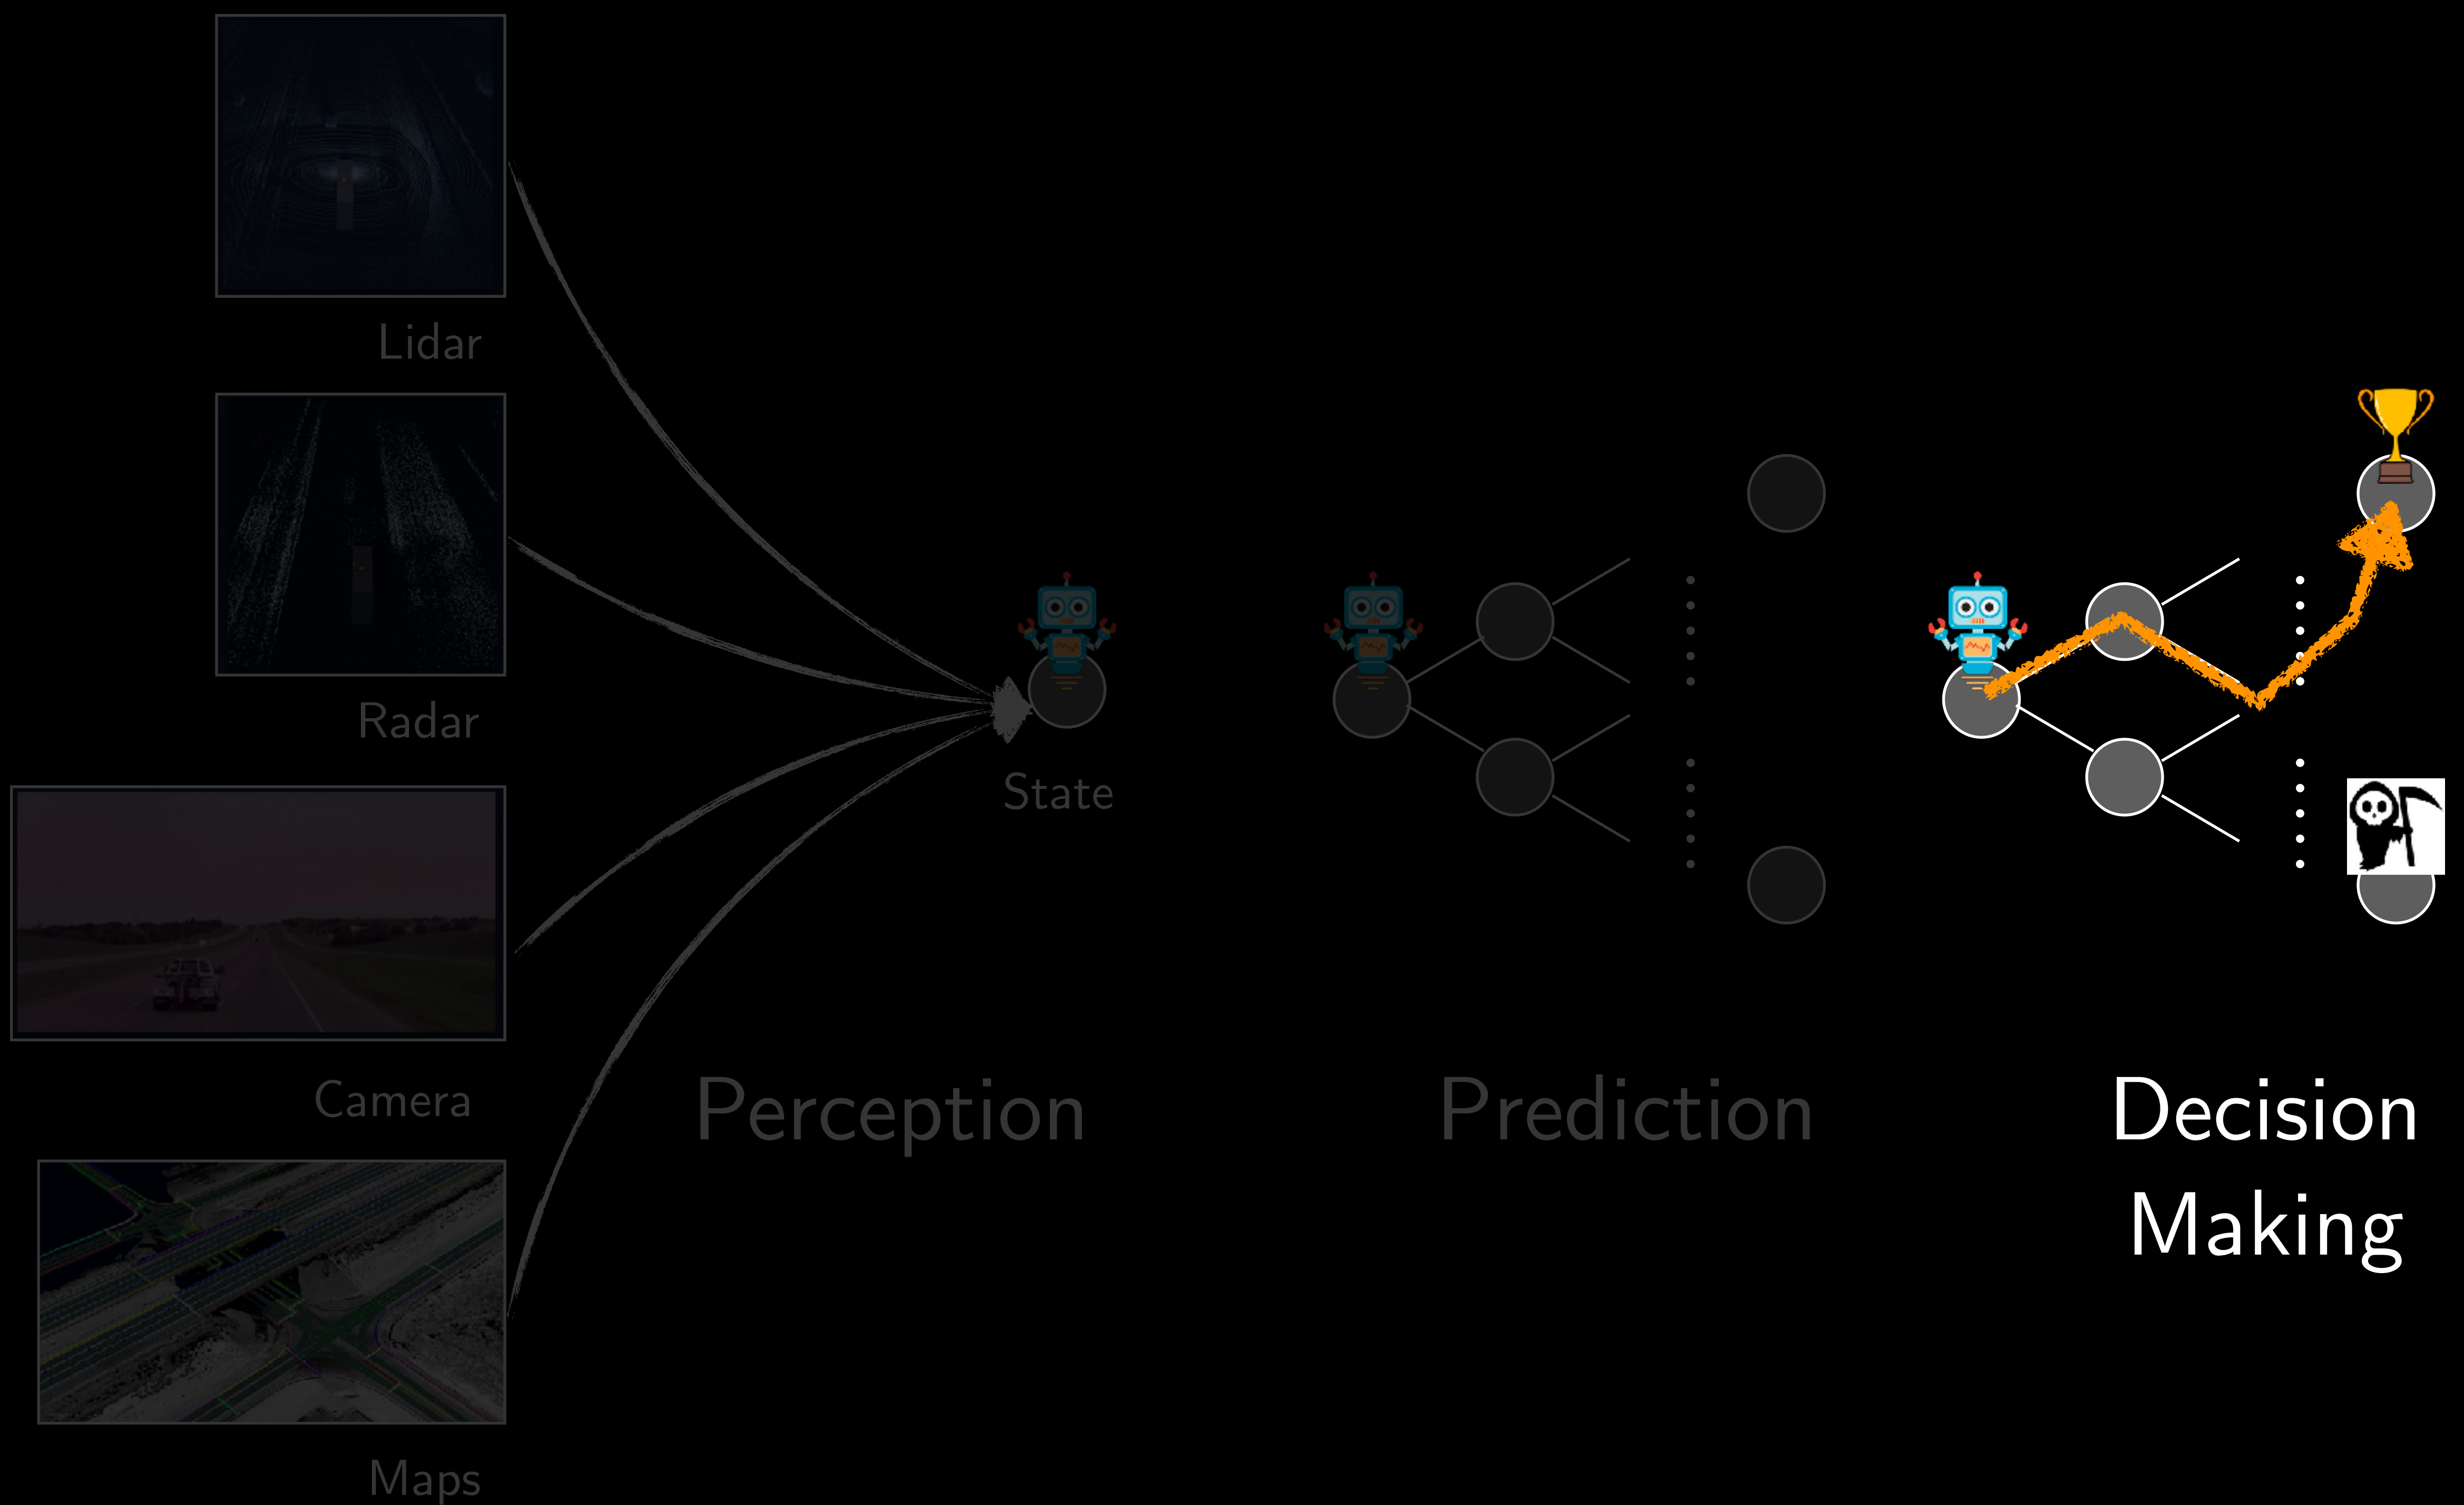 Lidar
Radar
State
Camera
Perception
Prediction
Decision
Making
Maps